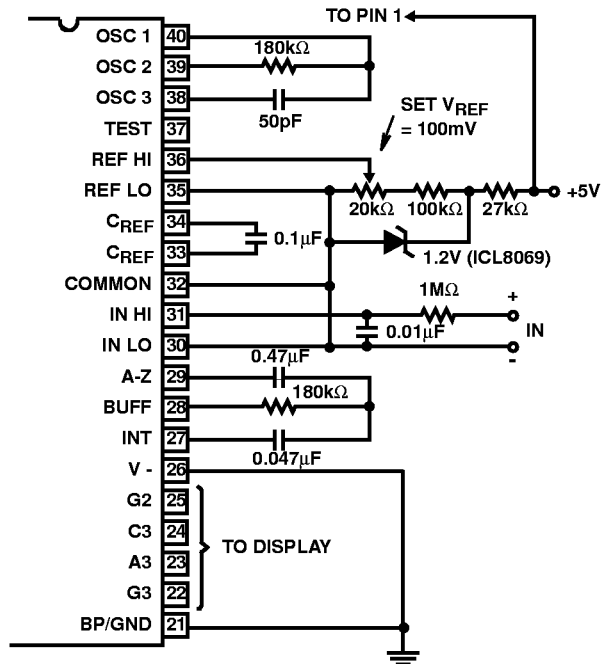 TO PIN 1
OSC 1 40
180kΩ
OSC 2 39
OSC 3 38
50pF
TEST 37
SET VREF
= 100mV
REF HI 36
REF LO 35
20kΩ 100kΩ 27kΩ
+5V
CREF 34
0.1µF
CREF 33
1.2V (ICL8069)
COMMON 32
1MΩ
IN HI 31
+
0.01µF
IN
IN LO 30
-
0.47µF
A-Z 29
180kΩ
BUFF 28
INT 27
0.047µF
V - 26
G2 25
C3 24
TO DISPLAY
A3 23
G3 22
BP/GND 21